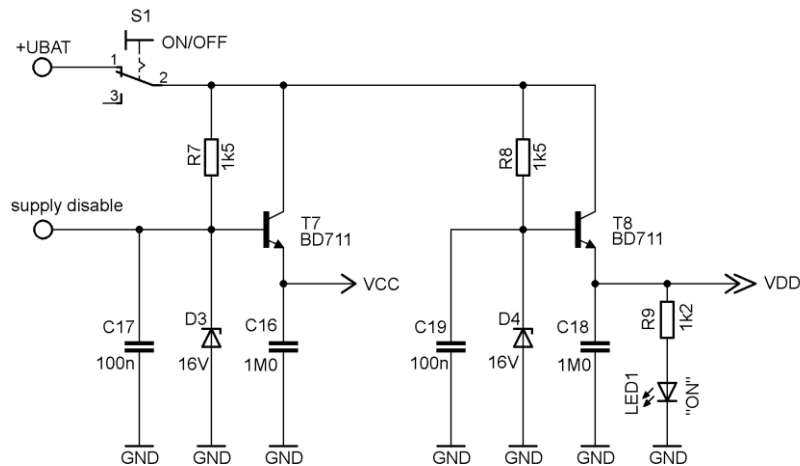 S1
+UBAT
ON/OFF
1
2
3
R7
1k5
R8
1k5
supply disable
T7
BD711
T8
BD711
VCC
VDD
C17
100n
D3
16V
C16
1M0
C19
100n
D4
16V
C18
1M0
R9
1k2
LED1
"ON"
GND
GND
GND
GND
GND
GND
GND